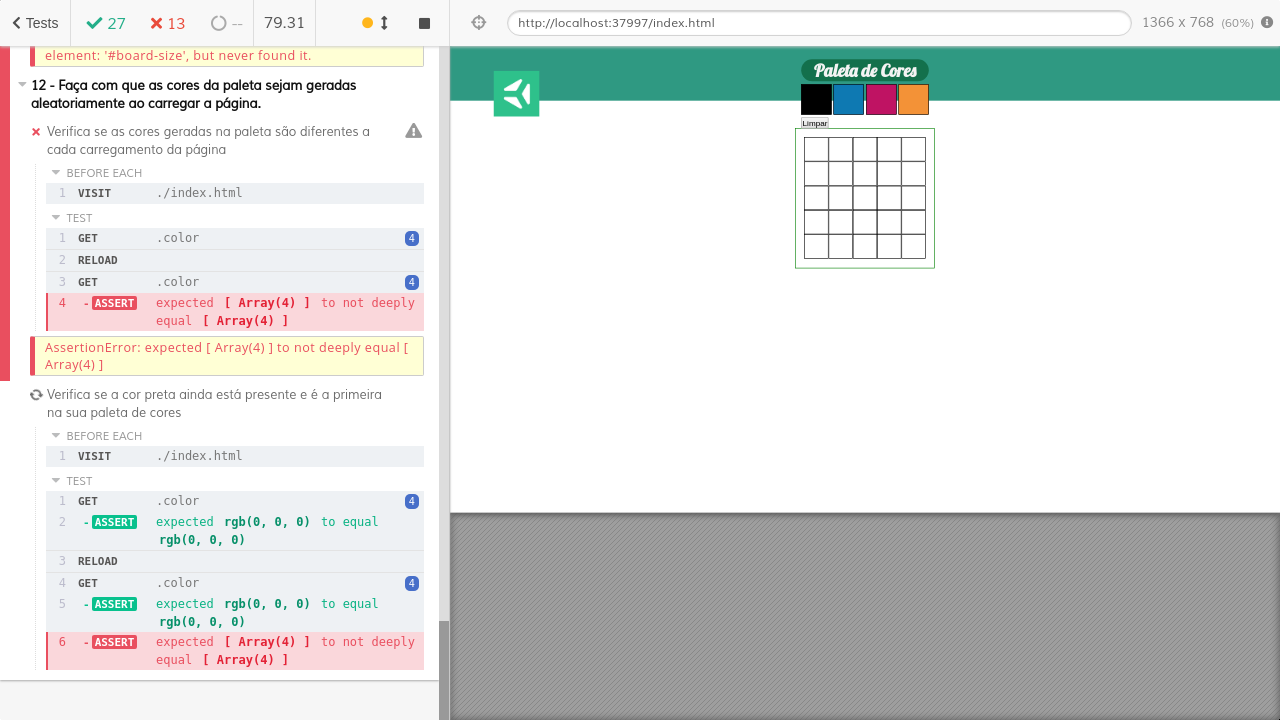 Tests
27
13
--
79.31
http://localhost:37997/index.html
1366 x 768 (60%)
element: '#board-size', but never found it.
12 - Faça com que as cores da paleta sejam geradas
aleatoriamente ao carregar a página.
Verifica se as cores geradas na paleta são diferentes a
cada carregamento da página
BEFORE EACH
1 VISIT ./index.html
TEST
1 GET .color 4
2 RELOAD
3 GET .color 4
4 -ASSERT expected [ Array(4) ] to not deeply
equal [ Array(4) ]
AssertionError: expected [ Array(4) ] to not deeply equal [
Array(4) ]
Verifica se a cor preta ainda está presente e é a primeira
na sua paleta de cores
BEFORE EACH
1 VISIT ./index.html
TEST
1 GET .color 4
2 -ASSERT expected rgb(0, 0, 0) to equal
rgb(0, 0, 0)
3 RELOAD
4 GET .color 4
5 -ASSERT expected rgb(0, 0, 0) to equal
rgb(0, 0, 0)
6 -ASSERT expected [ Array(4) ] to not deeply
equal [ Array(4) ]
Paleta de Cores
Limpar